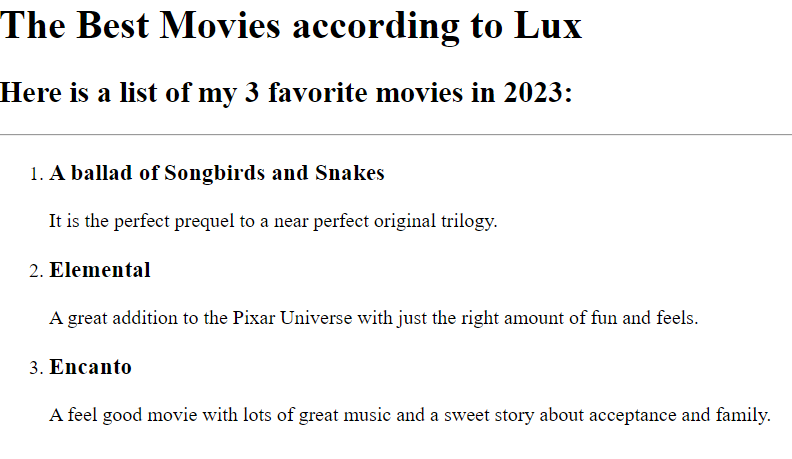 The Best Movies according to Lux
Here is a list of my 3 favorite movies in 2023:
1. A ballad of Songbirds and Snakes
It is the perfect prequel to a near perfect original trilogy.
2. Elemental
A great addition to the Pixar Universe with just the right amount of fun and feels.
3. Encanto
A feel good movie with lots of great music and a sweet story about acceptance and family.